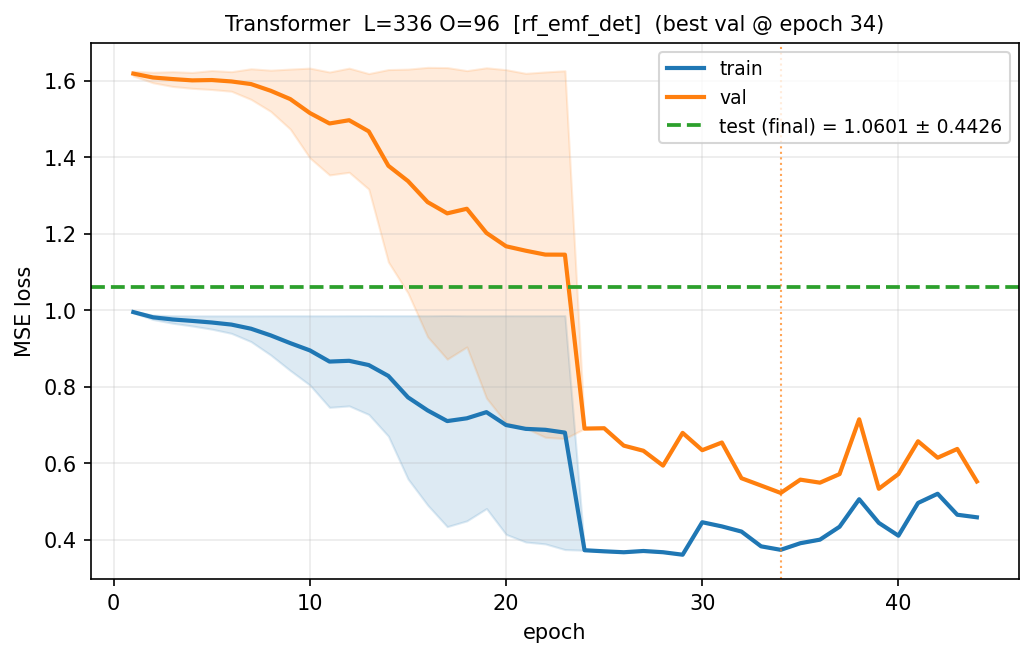 Transformer  L=336 O=96  [rf_emf_det]  (best val @ epoch 34)
train
val
test (final) = 1.0601 ± 0.4426
MSE loss
1.6
1.4
1.2
1.0
0.8
0.6
0.4
0 10 20 30 40
epoch